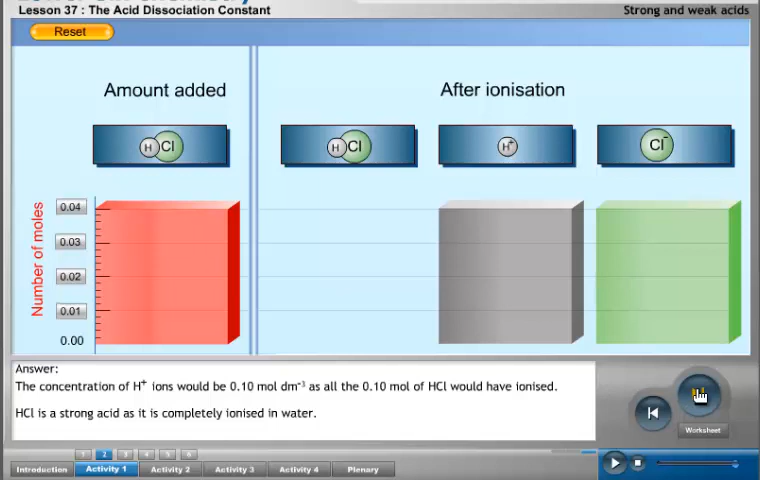 Lesson 37 : The Acid Dissociation Constant
Strong and weak acids
Reset
Amount added
After ionisation
H Cl
H Cl
H⁺
Cl⁻
Number of moles
0.04
0.03
0.02
0.01
0.00
Answer:
The concentration of H⁺ ions would be 0.10 mol dm⁻³ as all the 0.10 mol of HCl would have ionised.
HCl is a strong acid as it is completely ionised in water.
Worksheet
1 2 3 4 5 6
Introduction Activity 1 Activity 2 Activity 3 Activity 4 Plenary